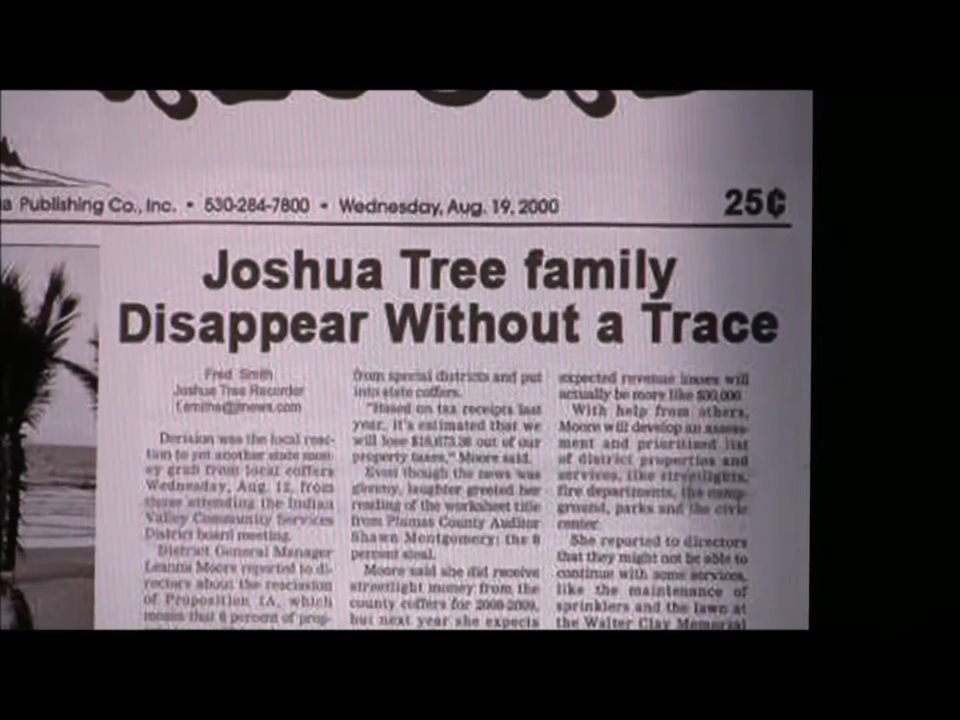 a Publishing Co., Inc. • 530-284-7800 • Wednesday, Aug. 19, 2000
25¢
Joshua Tree family
Disappear Without a Trace
Fred Smith
Joshua Tree Recorder
f.smith@jtnews.com
Derision was the local reac-
tion to yet another state mon-
ey grab from local coffers
Wednesday, Aug. 12, from
those attending the Indian
Valley Community Services
District board meeting.
District General Manager
Leanna Moore reported to di-
rectors about the rescission
of Proposition 1A, which
means that 8 percent of prop-
from special districts and put
into state coffers.
"Based on tax receipts last
year, it's estimated that we
will lose out of our
property taxes," Moore said.
Even though the news was
gloomy, laughter greeted her
reading of the worksheet title
from Plumas County Auditor
Shawn Montgomery: the 8
percent steal.
Moore said she did receive
streetlight money from the
county coffers for 2008-2009,
but next year she expects
expected revenue losses will
actually be more like $30,000.
With help from others,
Moore will develop an assess-
ment and prioritized list
of district properties and
services, like streetlights,
fire departments, the camp-
ground, parks and the civic
center.
She reported to directors
that they might not be able to
continue with some services,
like the maintenance of
sprinklers and the lawn at
the Walter Clay Memorial